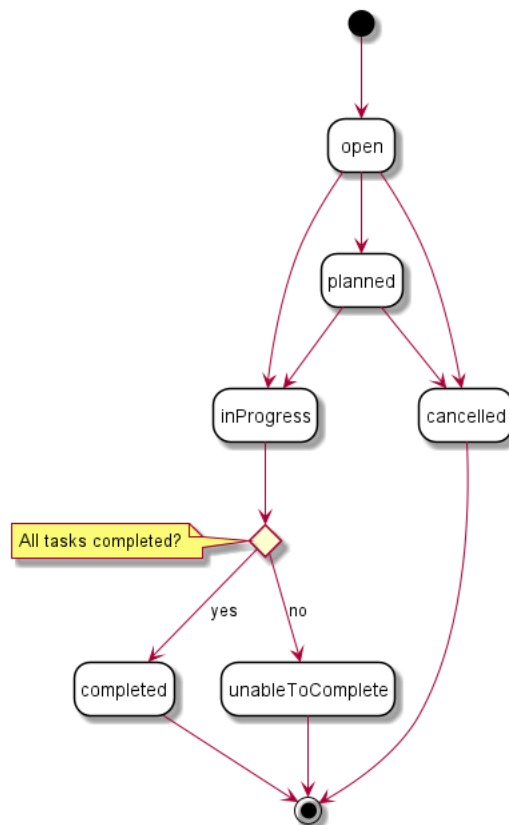 open
planned
inProgress
cancelled
All tasks completed?
yes
no
completed
unableToComplete